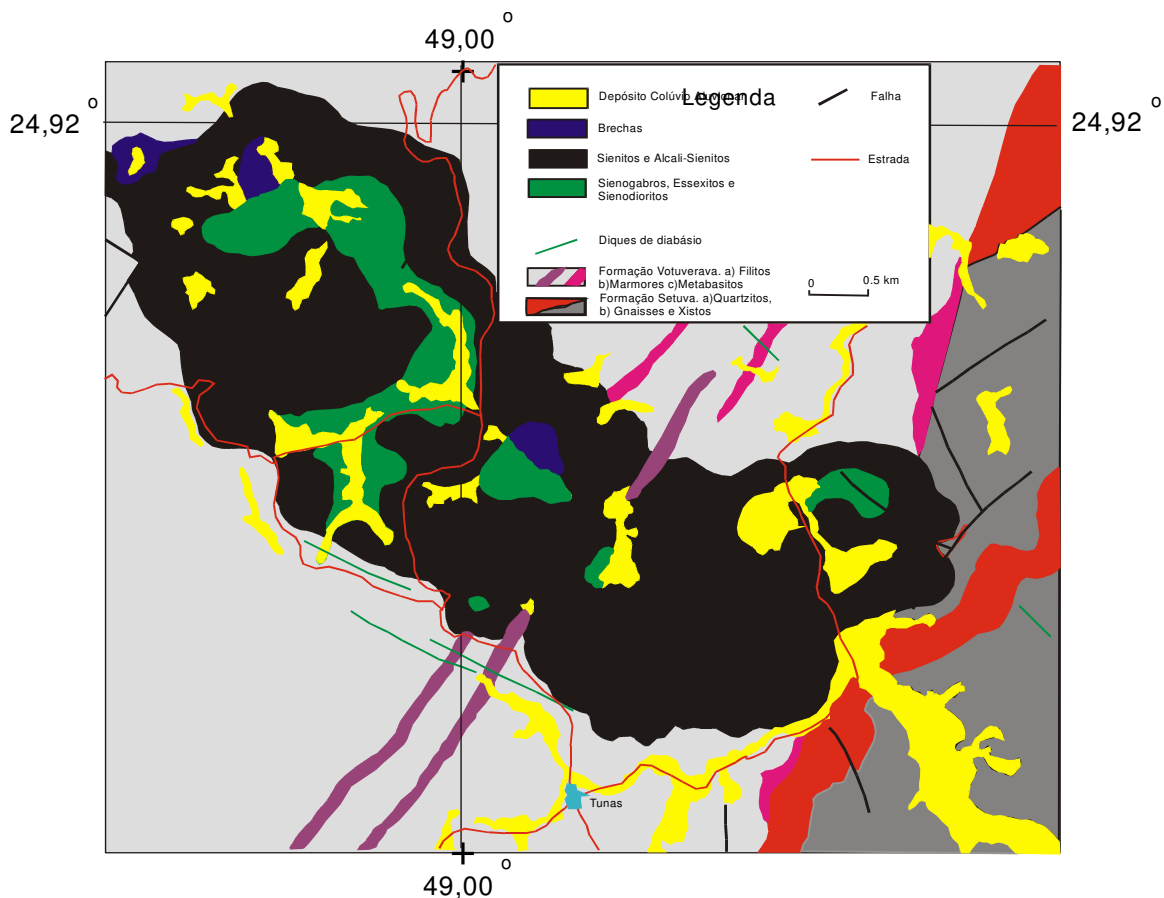 49,00 o
24,92 o
24,92 o
Legenda
Depósito Colúvio Aluvionar
Brechas
Sienitos e Alcali-Sienitos
Sienogabros, Essexitos e
Sienodioritos
Diques de diabásio
Formação Votuverava. a) Filitos
b)Marmores c)Metabasitos
Formação Setuva. a)Quartzitos,
b) Gnaisses e Xistos
Falha
Estrada
0 0.5 km
Tunas
49,00 o